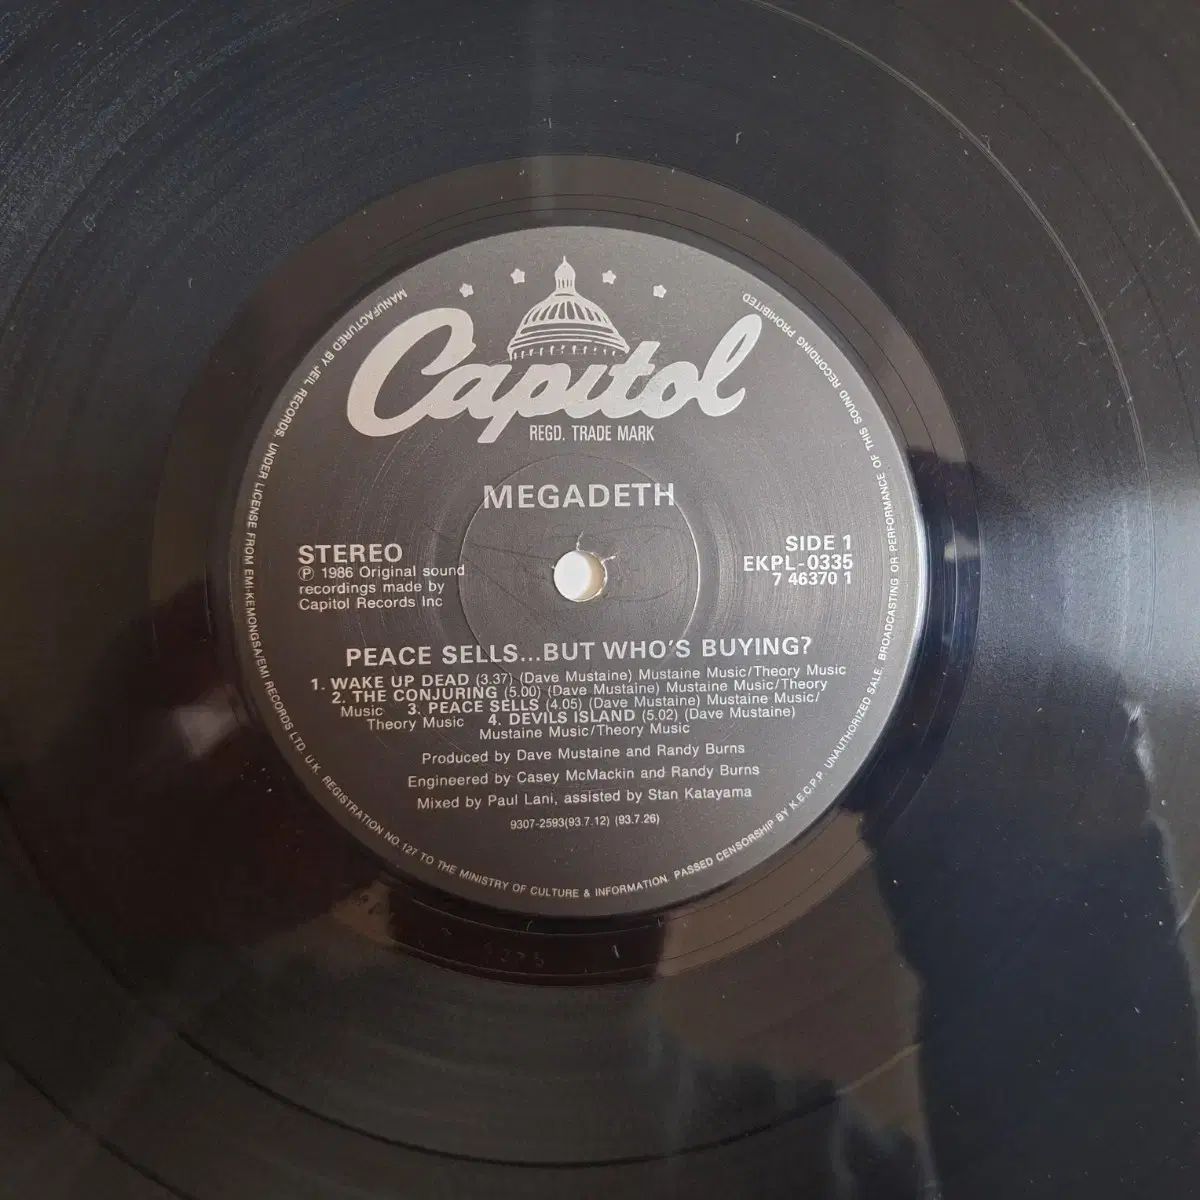 Capitol
REGD. TRADE MARK
MEGADETH
STEREO
℗ 1986 Original sound
recordings made by
Capitol Records Inc
SIDE 1
EKPL-0335
7 46370 1
PEACE SELLS...BUT WHO'S BUYING?
1. WAKE UP DEAD (3.37) (Dave Mustaine) Mustaine Music/Theory Music
2. THE CONJURING (5.00) (Dave Mustaine) Mustaine Music/Theory
Music 3. PEACE SELLS (4.05) (Dave Mustaine) Mustaine Music/
Theory Music 4. DEVILS ISLAND (5.02) (Dave Mustaine)
Mustaine Music/Theory Music
Produced by Dave Mustaine and Randy Burns
Engineered by Casey McMackin and Randy Burns
Mixed by Paul Lani, assisted by Stan Katayama
9307-2593(93.7.12) (93.7.26)
MANUFACTURED BY JEIL RECORDS. UNDER LICENSE FROM EMI-KEMONGSA/EMI RECORDS LTD. U.K. REGISTRATION NO.127 TO THE MINISTRY OF CULTURE & INFORMATION. PASSED CENSORSHIP BY K.E.C.P.P. UNAUTHORIZED SALE, BROADCASTING OR PERFORMANCE OF THIS SOUND RECORDING PROHIBITED